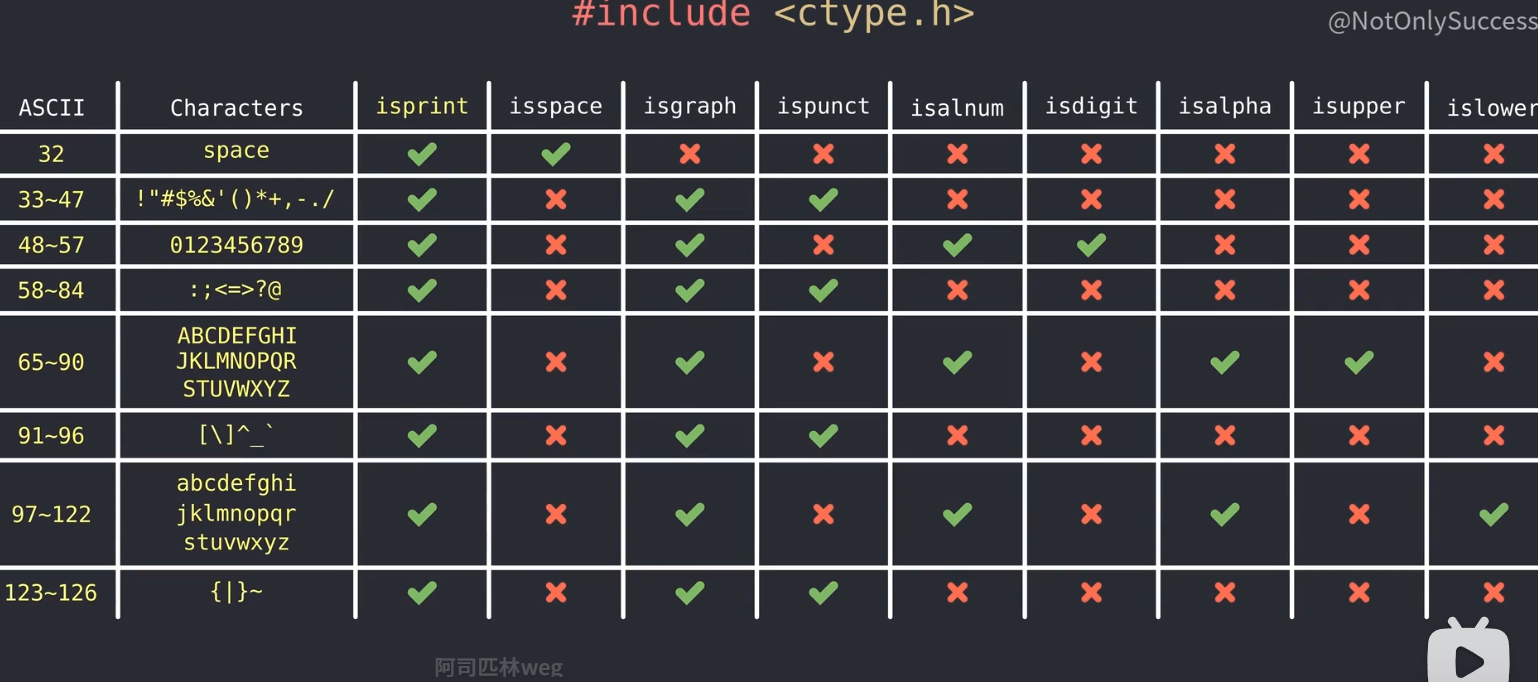 #include <ctype.h>
@NotOnlySuccess
ASCII Characters isprint isspace isgraph ispunct isalnum isdigit isalpha isupper islower
32 space ✔ ✔ ✖ ✖ ✖ ✖ ✖ ✖ ✖
33~47 !"#$%&'()*+,-./ ✔ ✖ ✔ ✔ ✖ ✖ ✖ ✖ ✖
48~57 0123456789 ✔ ✖ ✔ ✖ ✔ ✔ ✖ ✖ ✖
58~84 :;<=>?@ ✔ ✖ ✔ ✔ ✖ ✖ ✖ ✖ ✖
ABCDEFGHI
65~90 JKLMNOPQR ✔ ✖ ✔ ✖ ✔ ✖ ✔ ✔ ✖
STUVWXYZ
91~96 [\]^_` ✔ ✖ ✔ ✔ ✖ ✖ ✖ ✖ ✖
abcdefghi
97~122 jklmnopqr ✔ ✖ ✔ ✖ ✔ ✖ ✔ ✖ ✔
stuvwxyz
123~126 {|}~ ✔ ✖ ✔ ✔ ✖ ✖ ✖ ✖ ✖
阿司匹林weg